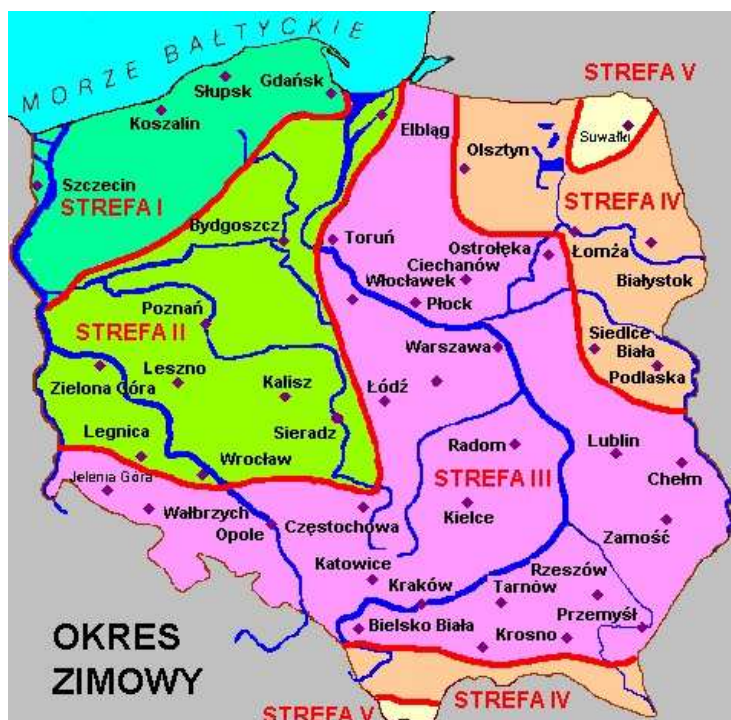 MORZE BAŁTYCKIE
STREFA V
Słupsk
Gdańsk
Koszalin
Elbląg
Suwałki
Olsztyn
Szczecin
STREFA I
STREFA IV
Bydgoszcz
Toruń
Ostrołęka
Łomża
Ciechanów
Włocławek
Białystok
Poznań
Płock
STREFA II
Siedlce
Warszawa
Biała
Podlaska
Leszno
Zielona Góra
Kalisz
Łódź
Sieradz
Legnica
Radom
Lublin
Wrocław
STREFA III
Chełm
Jelenia Góra
Wałbrzych
Częstochowa
Kielce
Opole
Zamość
Katowice
Rzeszów
Kraków
Tarnów
Przemyśl
Bielsko Biała
Krosno
OKRES
ZIMOWY
STREFA IV
STREFA V